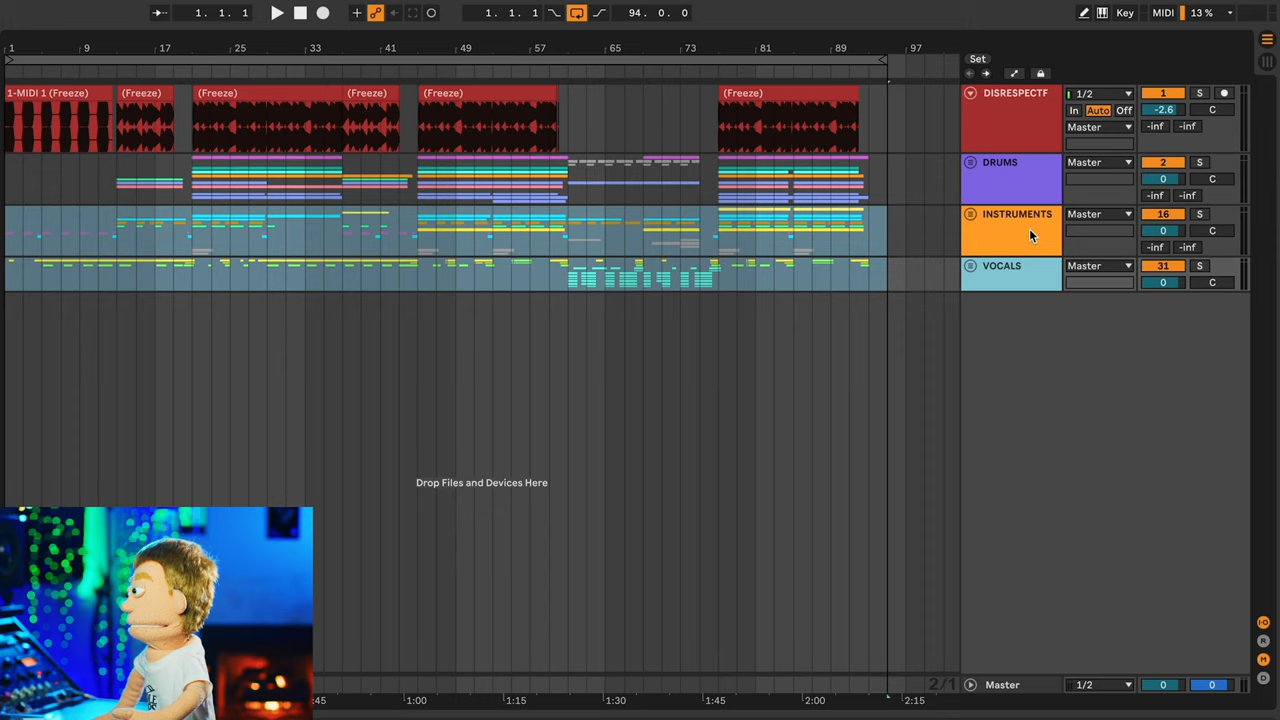 1. 1. 1
1. 1. 1
94. 0. 0
Key
MIDI
13 %
1
9
17
25
33
41
49
57
65
73
81
89
97
Set
1-MIDI 1 (Freeze)
(Freeze)
(Freeze)
(Freeze)
(Freeze)
(Freeze)
DISRESPECTF
1/2
1
S
In
Auto
Off
-2.6
C
Master
-inf
-inf
DRUMS
Master
2
S
0
C
-inf
-inf
INSTRUMENTS
Master
16
S
0
C
-inf
-inf
VOCALS
Master
31
S
0
C
Drop Files and Devices Here
I·O
R
M
D
2/1
Master
1/2
0
0
:45
1:00
1:15
1:30
1:45
2:00
2:15